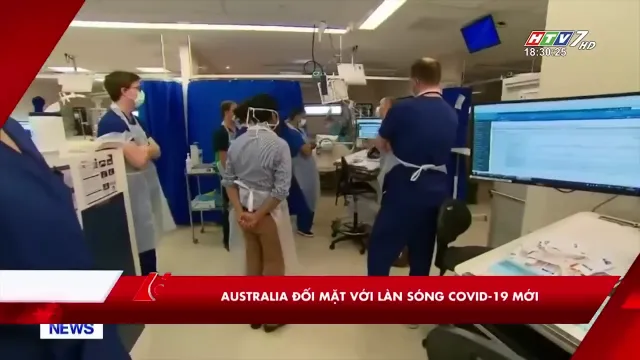 HTV7 HD
18:30:25
AUSTRALIA ĐỐI MẶT VỚI LÀN SÓNG COVID-19 MỚI
NEWS